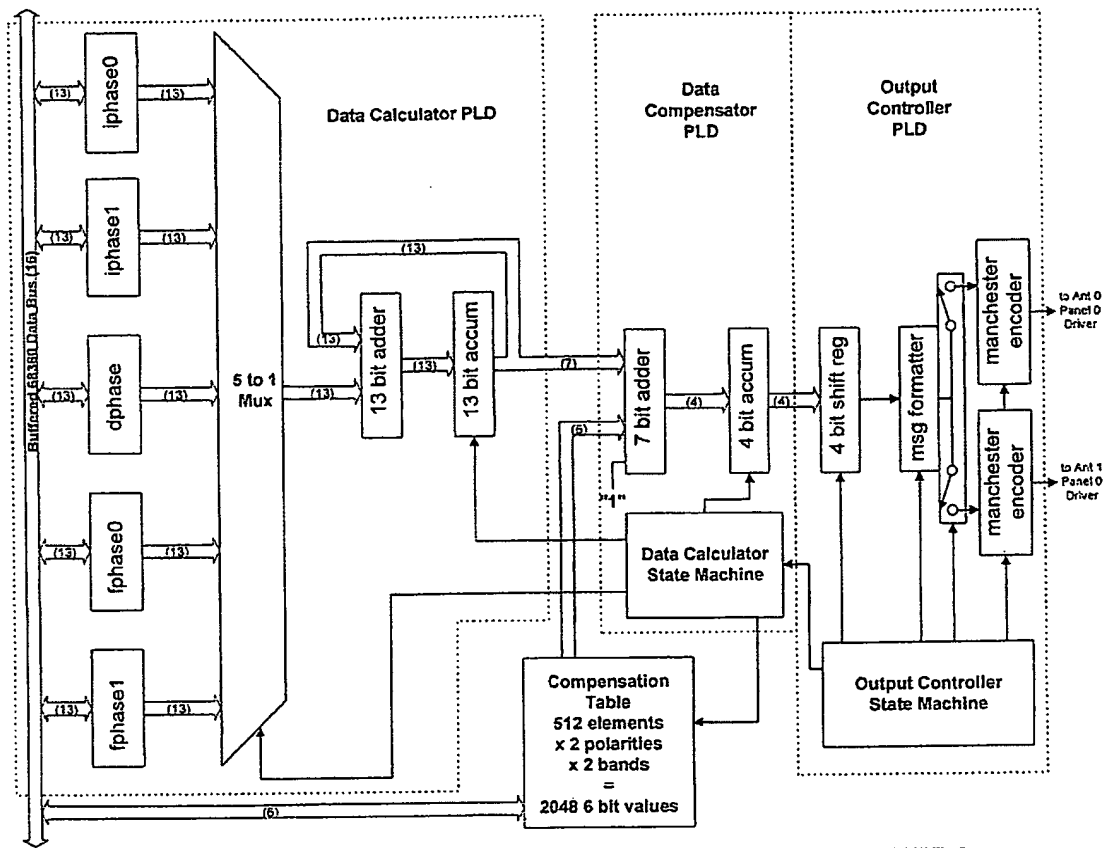 Buffered 68360 Data Bus (16)
(13)
iphase0
(13)
(13)
iphase1
(13)
(13)
dphase
(13)
(13)
fphase0
(13)
(13)
fphase1
(13)
5 to 1
Mux
Data Calculator PLD
(13)
(13)
(13)
13 bit adder
(13)
13 bit accum
(7)
(6)
"1"
Data
Compensator
PLD
7 bit adder
(4)
4 bit accum
(4)
Data Calculator
State Machine
Compensation
Table
512 elements
x 2 polarities
x 2 bands
=
2048 6 bit values
(6)
Output
Controller
PLD
4 bit shift reg
msg formatter
manchester
encoder
manchester
encoder
to Ant 0
Panel 0
Driver
to Ant 1
Panel 0
Driver
Output Controller
State Machine